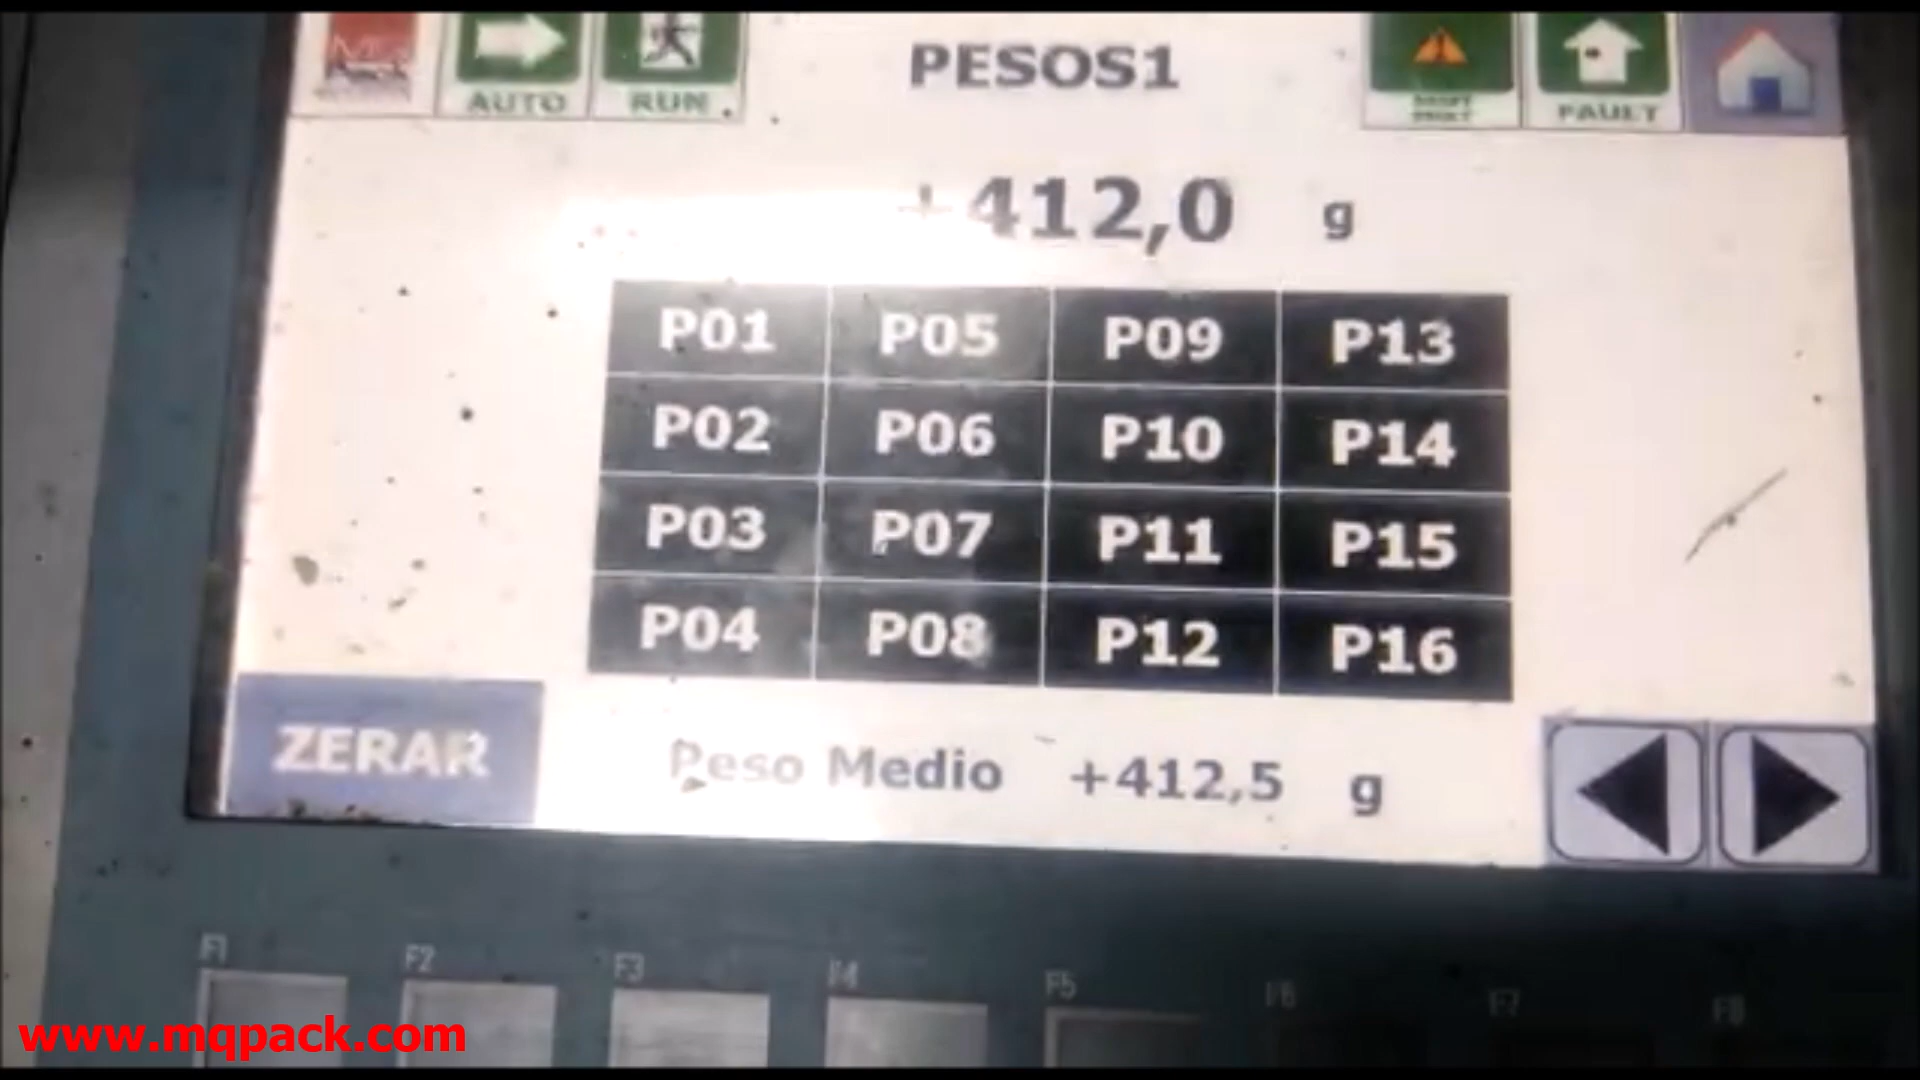 AUTO
RUN
PESOS1
FAULT
+412,0 g
P01 P05 P09 P13
P02 P06 P10 P14
P03 P07 P11 P15
P04 P08 P12 P16
ZERAR
Peso Medio +412,5 g
F1 F2 F3 F4 F5 F6 F7 F8
www.mqpack.com